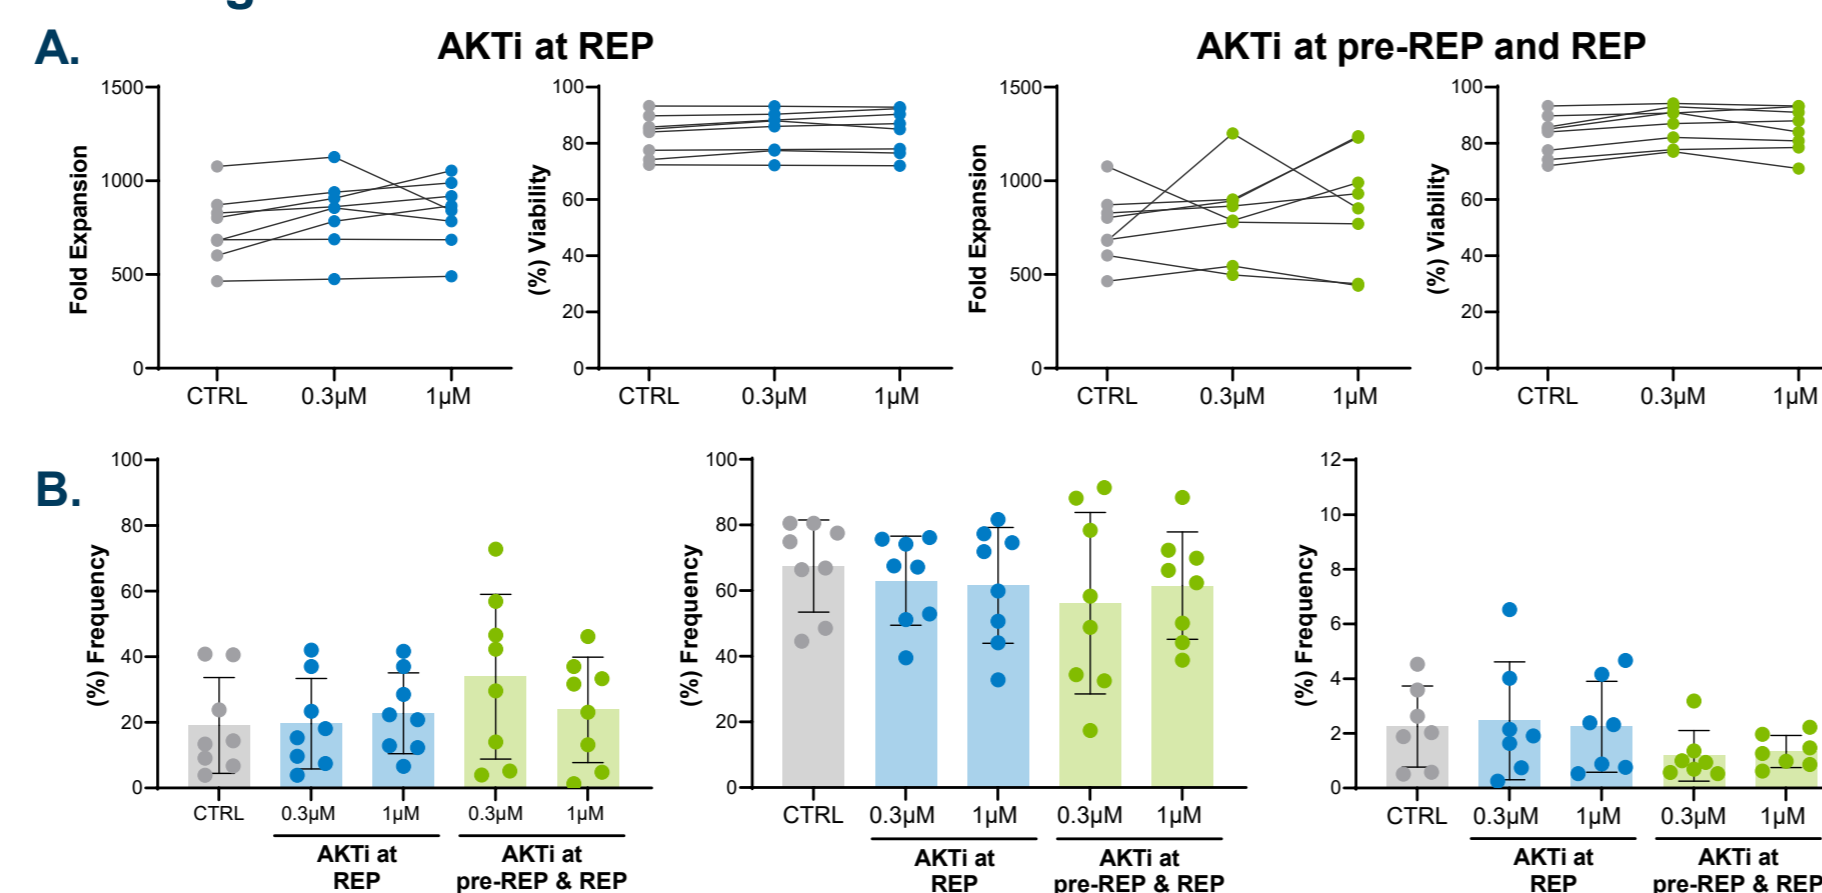 g
A.
AKTi at REP
AKTi at pre-REP and REP
Fold Expansion
1500
1000
500
0
CTRL
0.3µM
1µM
(%) Viability
100
80
60
40
20
0
CTRL
0.3µM
1µM
Fold Expansion
1500
1000
500
0
CTRL
0.3µM
1µM
(%) Viability
100
80
60
40
20
0
CTRL
0.3µM
1µM
B.
(%) Frequency
100
80
60
40
20
0
CTRL
0.3µM
1µM
0.3µM
1µM
AKTi at
REP
AKTi at
pre-REP & REP
(%) Frequency
100
80
60
40
20
0
CTRL
0.3µM
1µM
0.3µM
1µM
AKTi at
REP
AKTi at
pre-REP & REP
(%) Frequency
12
10
8
6
4
2
0
CTRL
0.3µM
1µM
0.3µM
1µM
AKTi at
REP
AKTi at
pre-REP & REP